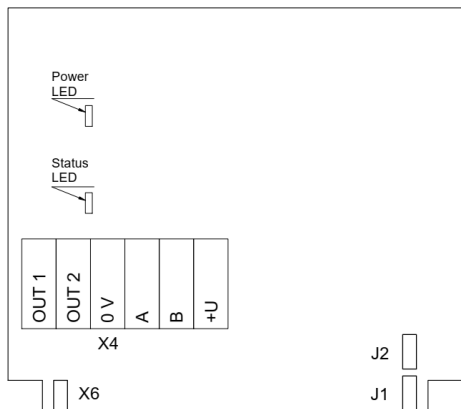 Power
LED
Status
LED
OUT 1
OUT 2
0 V
A
B
+U
X4
J2
X6
J1